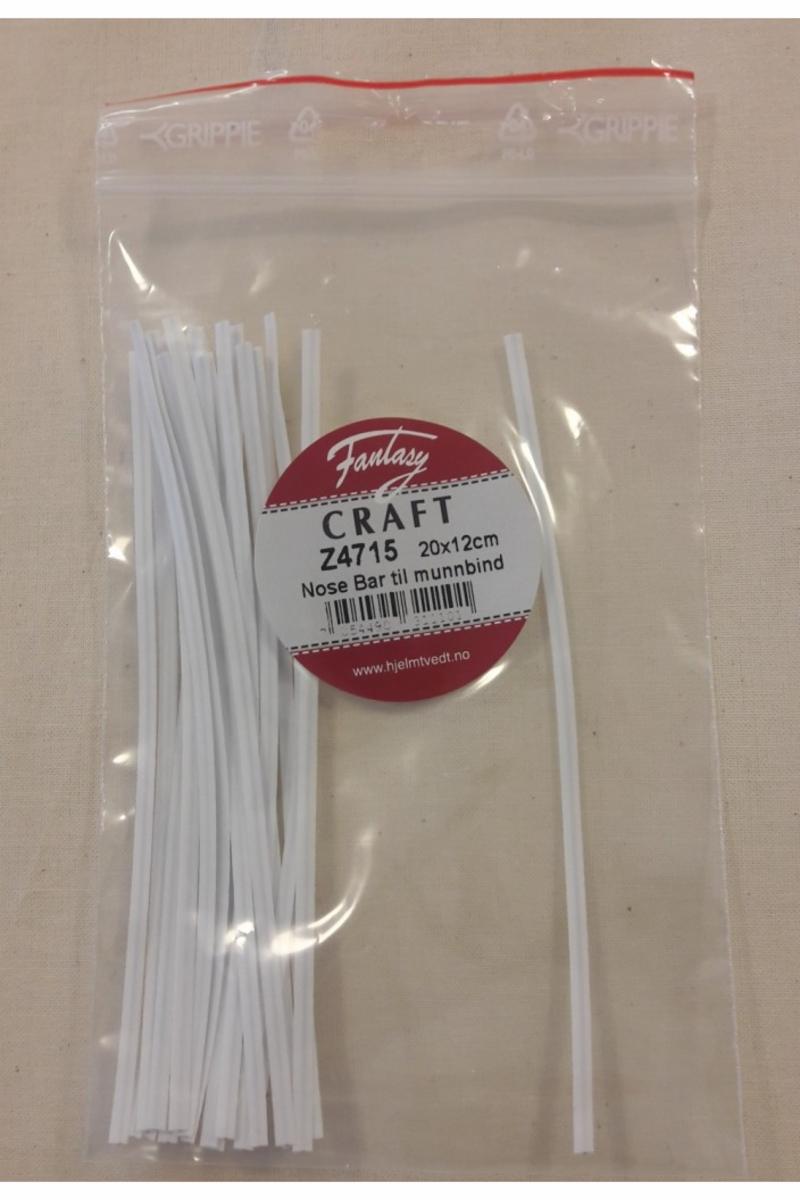 GRIPPIE GRIPPIE
Fantasy
CRAFT
Z4715 20x12cm
Nose Bar til munnbind
www.hjelmtvedt.no